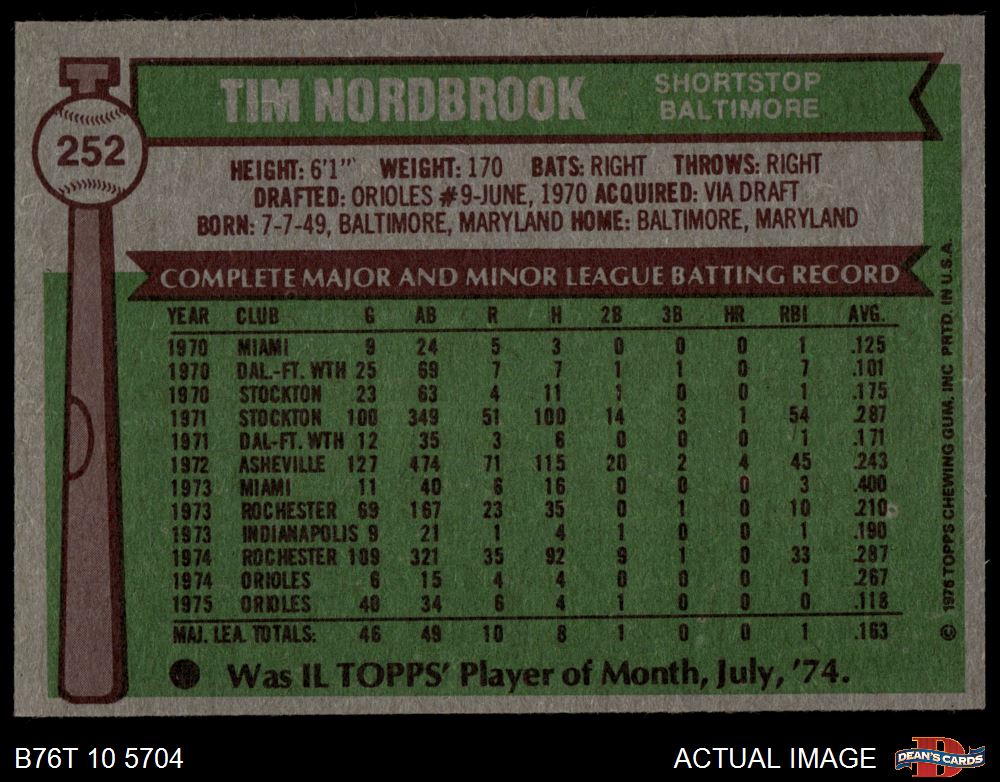 TIM NORDBROOK
SHORTSTOP
BALTIMORE
252
HEIGHT: 6'1" WEIGHT: 170 BATS: RIGHT THROWS: RIGHT
DRAFTED: ORIOLES #9-JUNE, 1970 ACQUIRED: VIA DRAFT
BORN: 7-7-49, BALTIMORE, MARYLAND HOME: BALTIMORE, MARYLAND
COMPLETE MAJOR AND MINOR LEAGUE BATTING RECORD
YEAR CLUB G AB R H 2B 3B HR RBI AVG.
1970 MIAMI 9 24 5 3 0 0 0 1 .125
1970 DAL.-FT. WTH 25 69 7 7 1 1 0 7 .101
1970 STOCKTON 23 63 4 11 1 0 0 1 .175
1971 STOCKTON 100 349 51 100 14 3 1 54 .287
1971 DAL-FT. WTH 12 35 3 6 0 0 0 1 .171
1972 ASHEVILLE 127 474 71 115 20 2 4 45 .243
1973 MIAMI 11 40 6 16 0 0 0 3 .400
1973 ROCHESTER 69 167 23 35 0 1 0 10 .210
1973 INDIANAPOLIS 9 21 1 4 1 0 0 1 .190
1974 ROCHESTER 109 321 35 92 9 1 0 33 .287
1974 ORIOLES 6 15 4 4 0 0 0 1 .267
1975 ORIOLES 40 34 6 4 1 0 0 0 .118
MAJ. LEA. TOTALS: 46 49 10 8 1 0 0 1 .163
Was IL TOPPS' Player of Month, July, '74.
© 1976 TOPPS CHEWING GUM, INC PRTD. IN U.S.A.
B76T 10 5704
ACTUAL IMAGE
D
DEAN'S CARDS